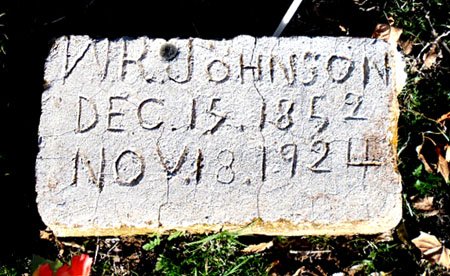 W.R. JOHNSON
DEC. 15. 1852
NOV. 18. 1924